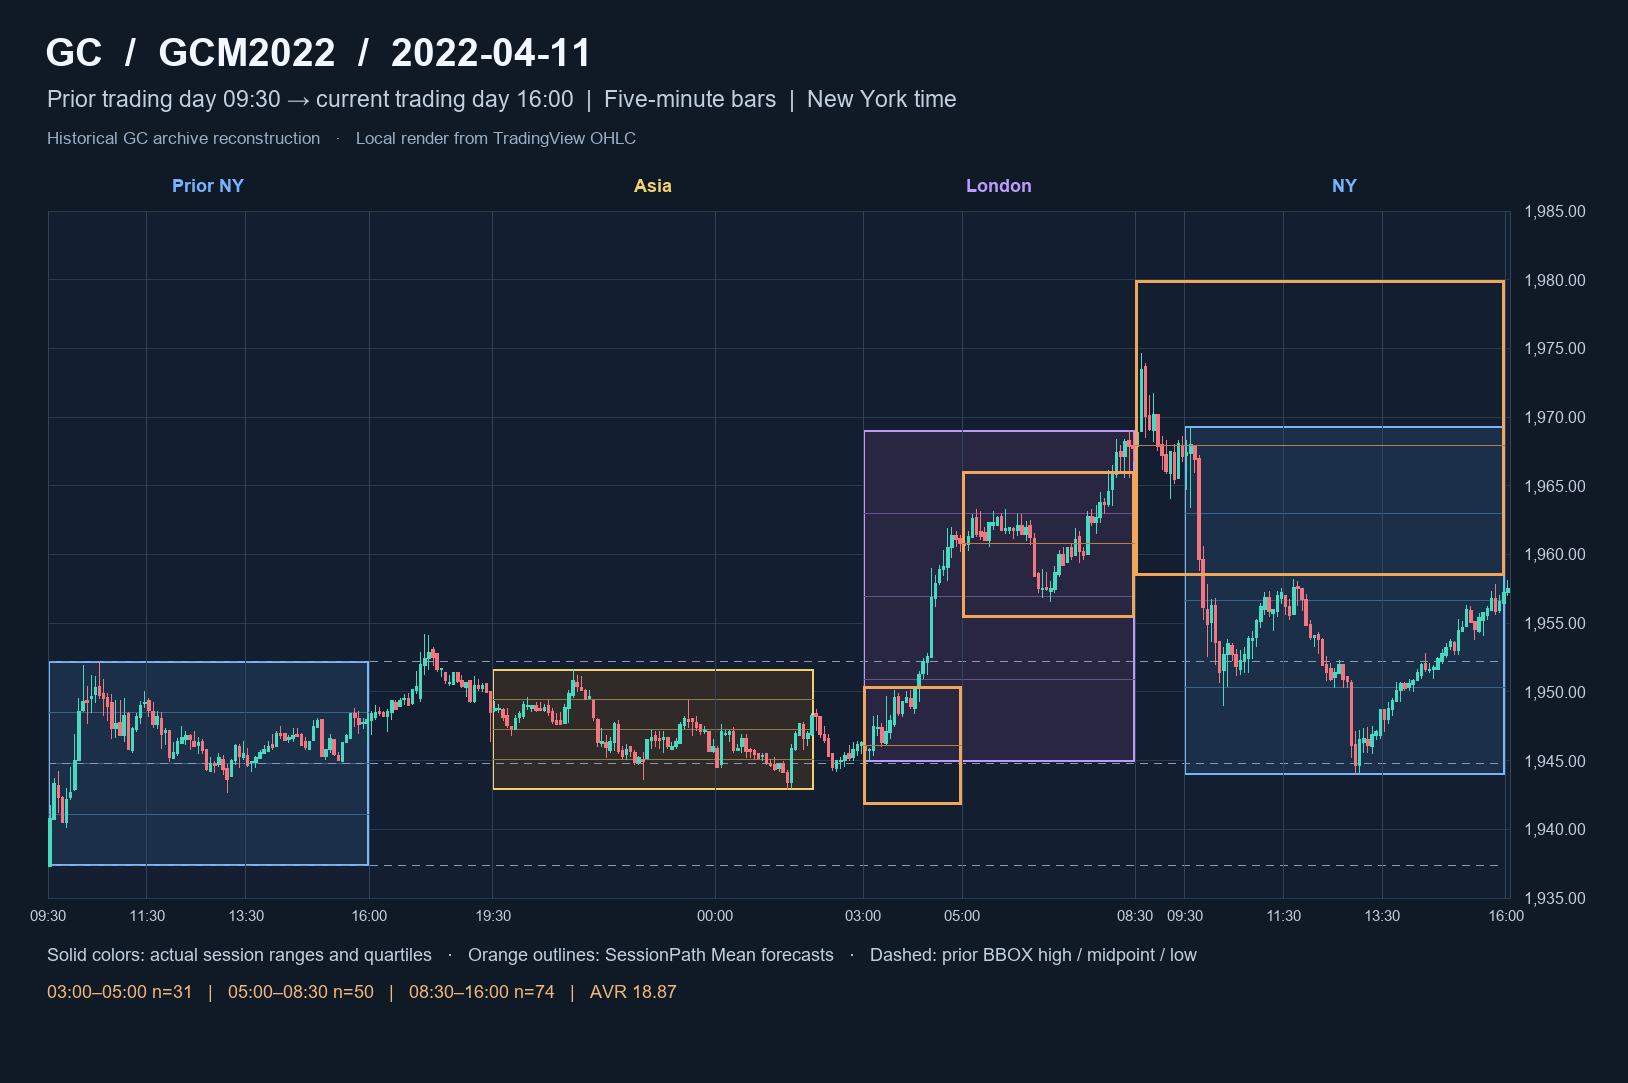 GC / GCM2022 / 2022-04-11
Prior trading day 09:30 → current trading day 16:00 | Five-minute bars | New York time
Historical GC archive reconstruction · Local render from TradingView OHLC
Prior NY Asia London NY
1,985.00
1,980.00
1,975.00
1,970.00
1,965.00
1,960.00
1,955.00
1,950.00
1,945.00
1,940.00
1,935.00
09:30 11:30 13:30 16:00 19:30 00:00 03:00 05:00 08:30 09:30 11:30 13:30 16:00
Solid colors: actual session ranges and quartiles · Orange outlines: SessionPath Mean forecasts · Dashed: prior BBOX high / midpoint / low
03:00–05:00 n=31 | 05:00–08:30 n=50 | 08:30–16:00 n=74 | AVR 18.87